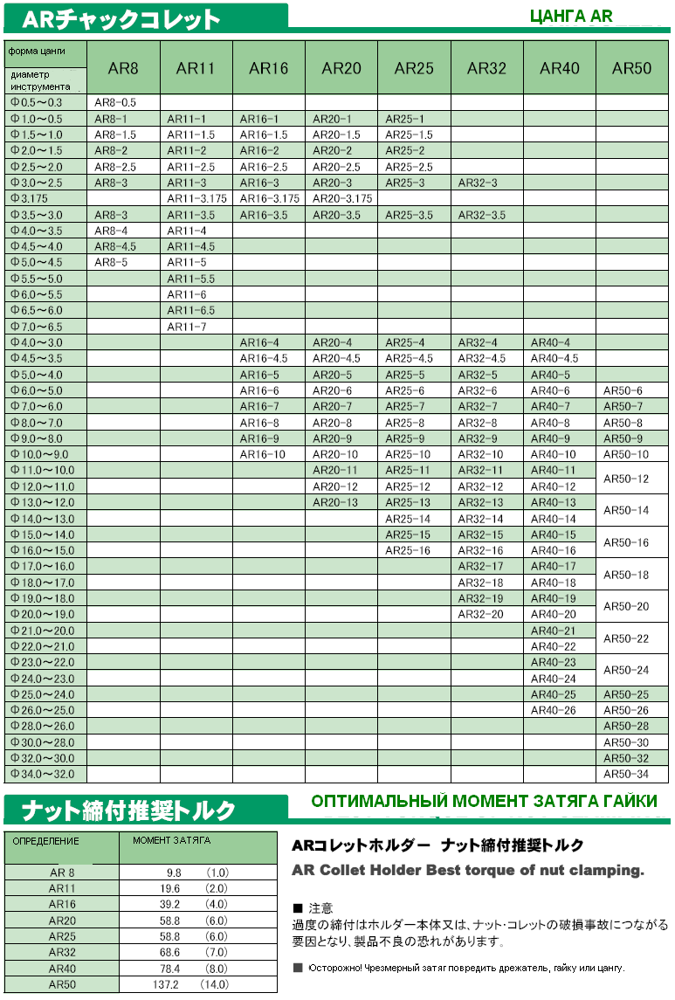 ARチャックコレット
ЦАНГА AR
форма цанги
диаметр
инструмента
AR8 AR11 AR16 AR20 AR25 AR32 AR40 AR50
Φ0.5～0.3 AR8-0.5
Φ1.0～0.5 AR8-1 AR11-1 AR16-1 AR20-1 AR25-1
Φ1.5～1.0 AR8-1.5 AR11-1.5 AR16-1.5 AR20-1.5 AR25-1.5
Φ2.0～1.5 AR8-2 AR11-2 AR16-2 AR20-2 AR25-2
Φ2.5～2.0 AR8-2.5 AR11-2.5 AR16-2.5 AR20-2.5 AR25-2.5
Φ3.0～2.5 AR8-3 AR11-3 AR16-3 AR20-3 AR25-3 AR32-3
Φ3.175 AR11-3.175 AR16-3.175 AR20-3.175
Φ3.5～3.0 AR8-3 AR11-3.5 AR16-3.5 AR20-3.5 AR25-3.5 AR32-3.5
Φ4.0～3.5 AR8-4 AR11-4
Φ4.5～4.0 AR8-4.5 AR11-4.5
Φ5.0～4.5 AR8-5 AR11-5
Φ5.5～5.0 AR11-5.5
Φ6.0～5.5 AR11-6
Φ6.5～6.0 AR11-6.5
Φ7.0～6.5 AR11-7
Φ4.0～3.0 AR16-4 AR20-4 AR25-4 AR32-4 AR40-4
Φ4.5～3.5 AR16-4.5 AR20-4.5 AR25-4.5 AR32-4.5 AR40-4.5
Φ5.0～4.0 AR16-5 AR20-5 AR25-5 AR32-5 AR40-5
Φ6.0～5.0 AR16-6 AR20-6 AR25-6 AR32-6 AR40-6 AR50-6
Φ7.0～6.0 AR16-7 AR20-7 AR25-7 AR32-7 AR40-7 AR50-7
Φ8.0～7.0 AR16-8 AR20-8 AR25-8 AR32-8 AR40-8 AR50-8
Φ9.0～8.0 AR16-9 AR20-9 AR25-9 AR32-9 AR40-9 AR50-9
Φ10.0～9.0 AR16-10 AR20-10 AR25-10 AR32-10 AR40-10 AR50-10
Φ11.0～10.0 AR20-11 AR25-11 AR32-11 AR40-11 AR50-12
Φ12.0～11.0 AR20-12 AR25-12 AR32-12 AR40-12
Φ13.0～12.0 AR20-13 AR25-13 AR32-13 AR40-13 AR50-14
Φ14.0～13.0 AR25-14 AR32-14 AR40-14
Φ15.0～14.0 AR25-15 AR32-15 AR40-15 AR50-16
Φ16.0～15.0 AR25-16 AR32-16 AR40-16
Φ17.0～16.0 AR32-17 AR40-17 AR50-18
Φ18.0～17.0 AR32-18 AR40-18
Φ19.0～18.0 AR32-19 AR40-19 AR50-20
Φ20.0～19.0 AR32-20 AR40-20
Φ21.0～20.0 AR40-21 AR50-22
Φ22.0～21.0 AR40-22
Φ23.0～22.0 AR40-23 AR50-24
Φ24.0～23.0 AR40-24
Φ25.0～24.0 AR40-25 AR50-25
Φ26.0～25.0 AR40-26 AR50-26
Φ28.0～26.0 AR50-28
Φ30.0～28.0 AR50-30
Φ32.0～30.0 AR50-32
Φ34.0～32.0 AR50-34
ナット締付推奨トルク
ОПТИМАЛЬНЫЙ МОМЕНТ ЗАТЯГА ГАЙКИ
ОПРЕДЕЛЕНИЕ МОМЕНТ ЗАТЯГА
AR 8 9.8 (1.0)
AR11 19.6 (2.0)
AR16 39.2 (4.0)
AR20 58.8 (6.0)
AR25 58.8 (6.0)
AR32 68.6 (7.0)
AR40 78.4 (8.0)
AR50 137.2 (14.0)
ARコレットホルダー ナット締付推奨トルク
AR Collet Holder Best torque of nut clamping.
■ 注意
過度の締付はホルダー本体又は、ナット・コレットの破損事故につながる
要因となり、製品不良の恐れがあります。
■ Осторожно! Чрезмерный затяг повредить дрежатель, гайку или цангу.